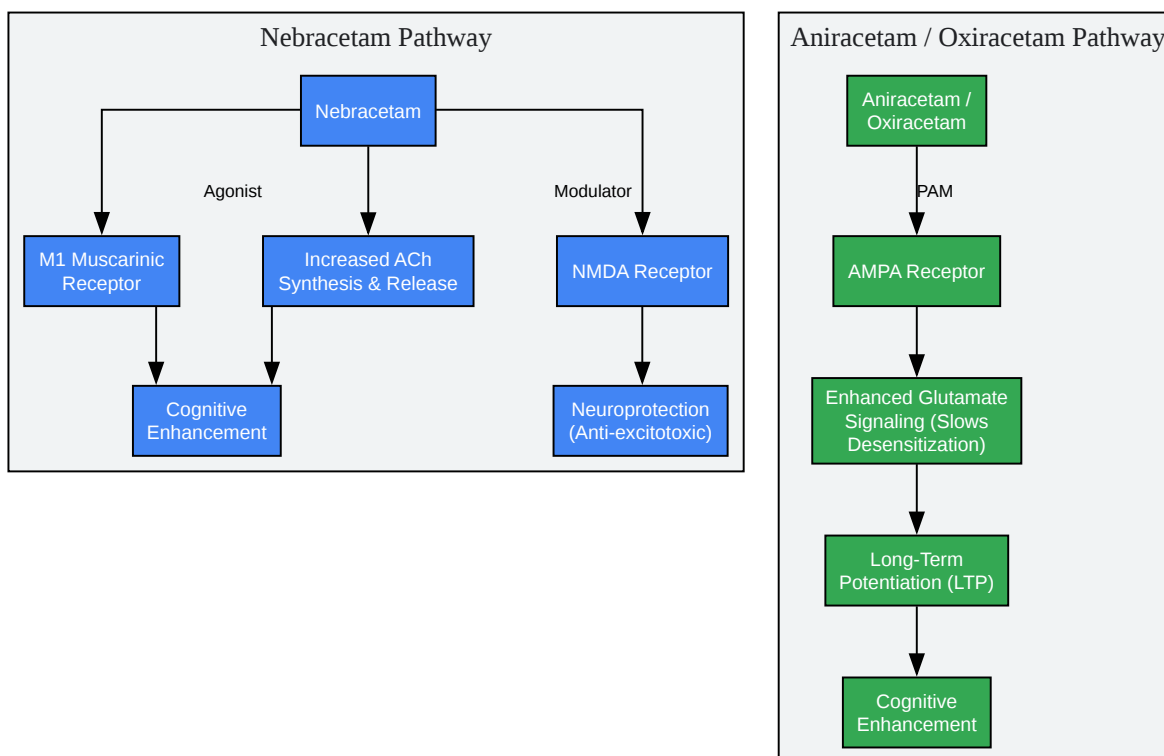 Nebracetam Pathway
Nebracetam
Agonist
Modulator
M1 Muscarinic
Receptor
Increased ACh
Synthesis & Release
NMDA Receptor
Cognitive
Enhancement
Neuroprotection
(Anti-excitotoxic)
Aniracetam / Oxiracetam Pathway
Aniracetam /
Oxiracetam
PAM
AMPA Receptor
Enhanced Glutamate
Signaling (Slows
Desensitization)
Long-Term
Potentiation (LTP)
Cognitive
Enhancement